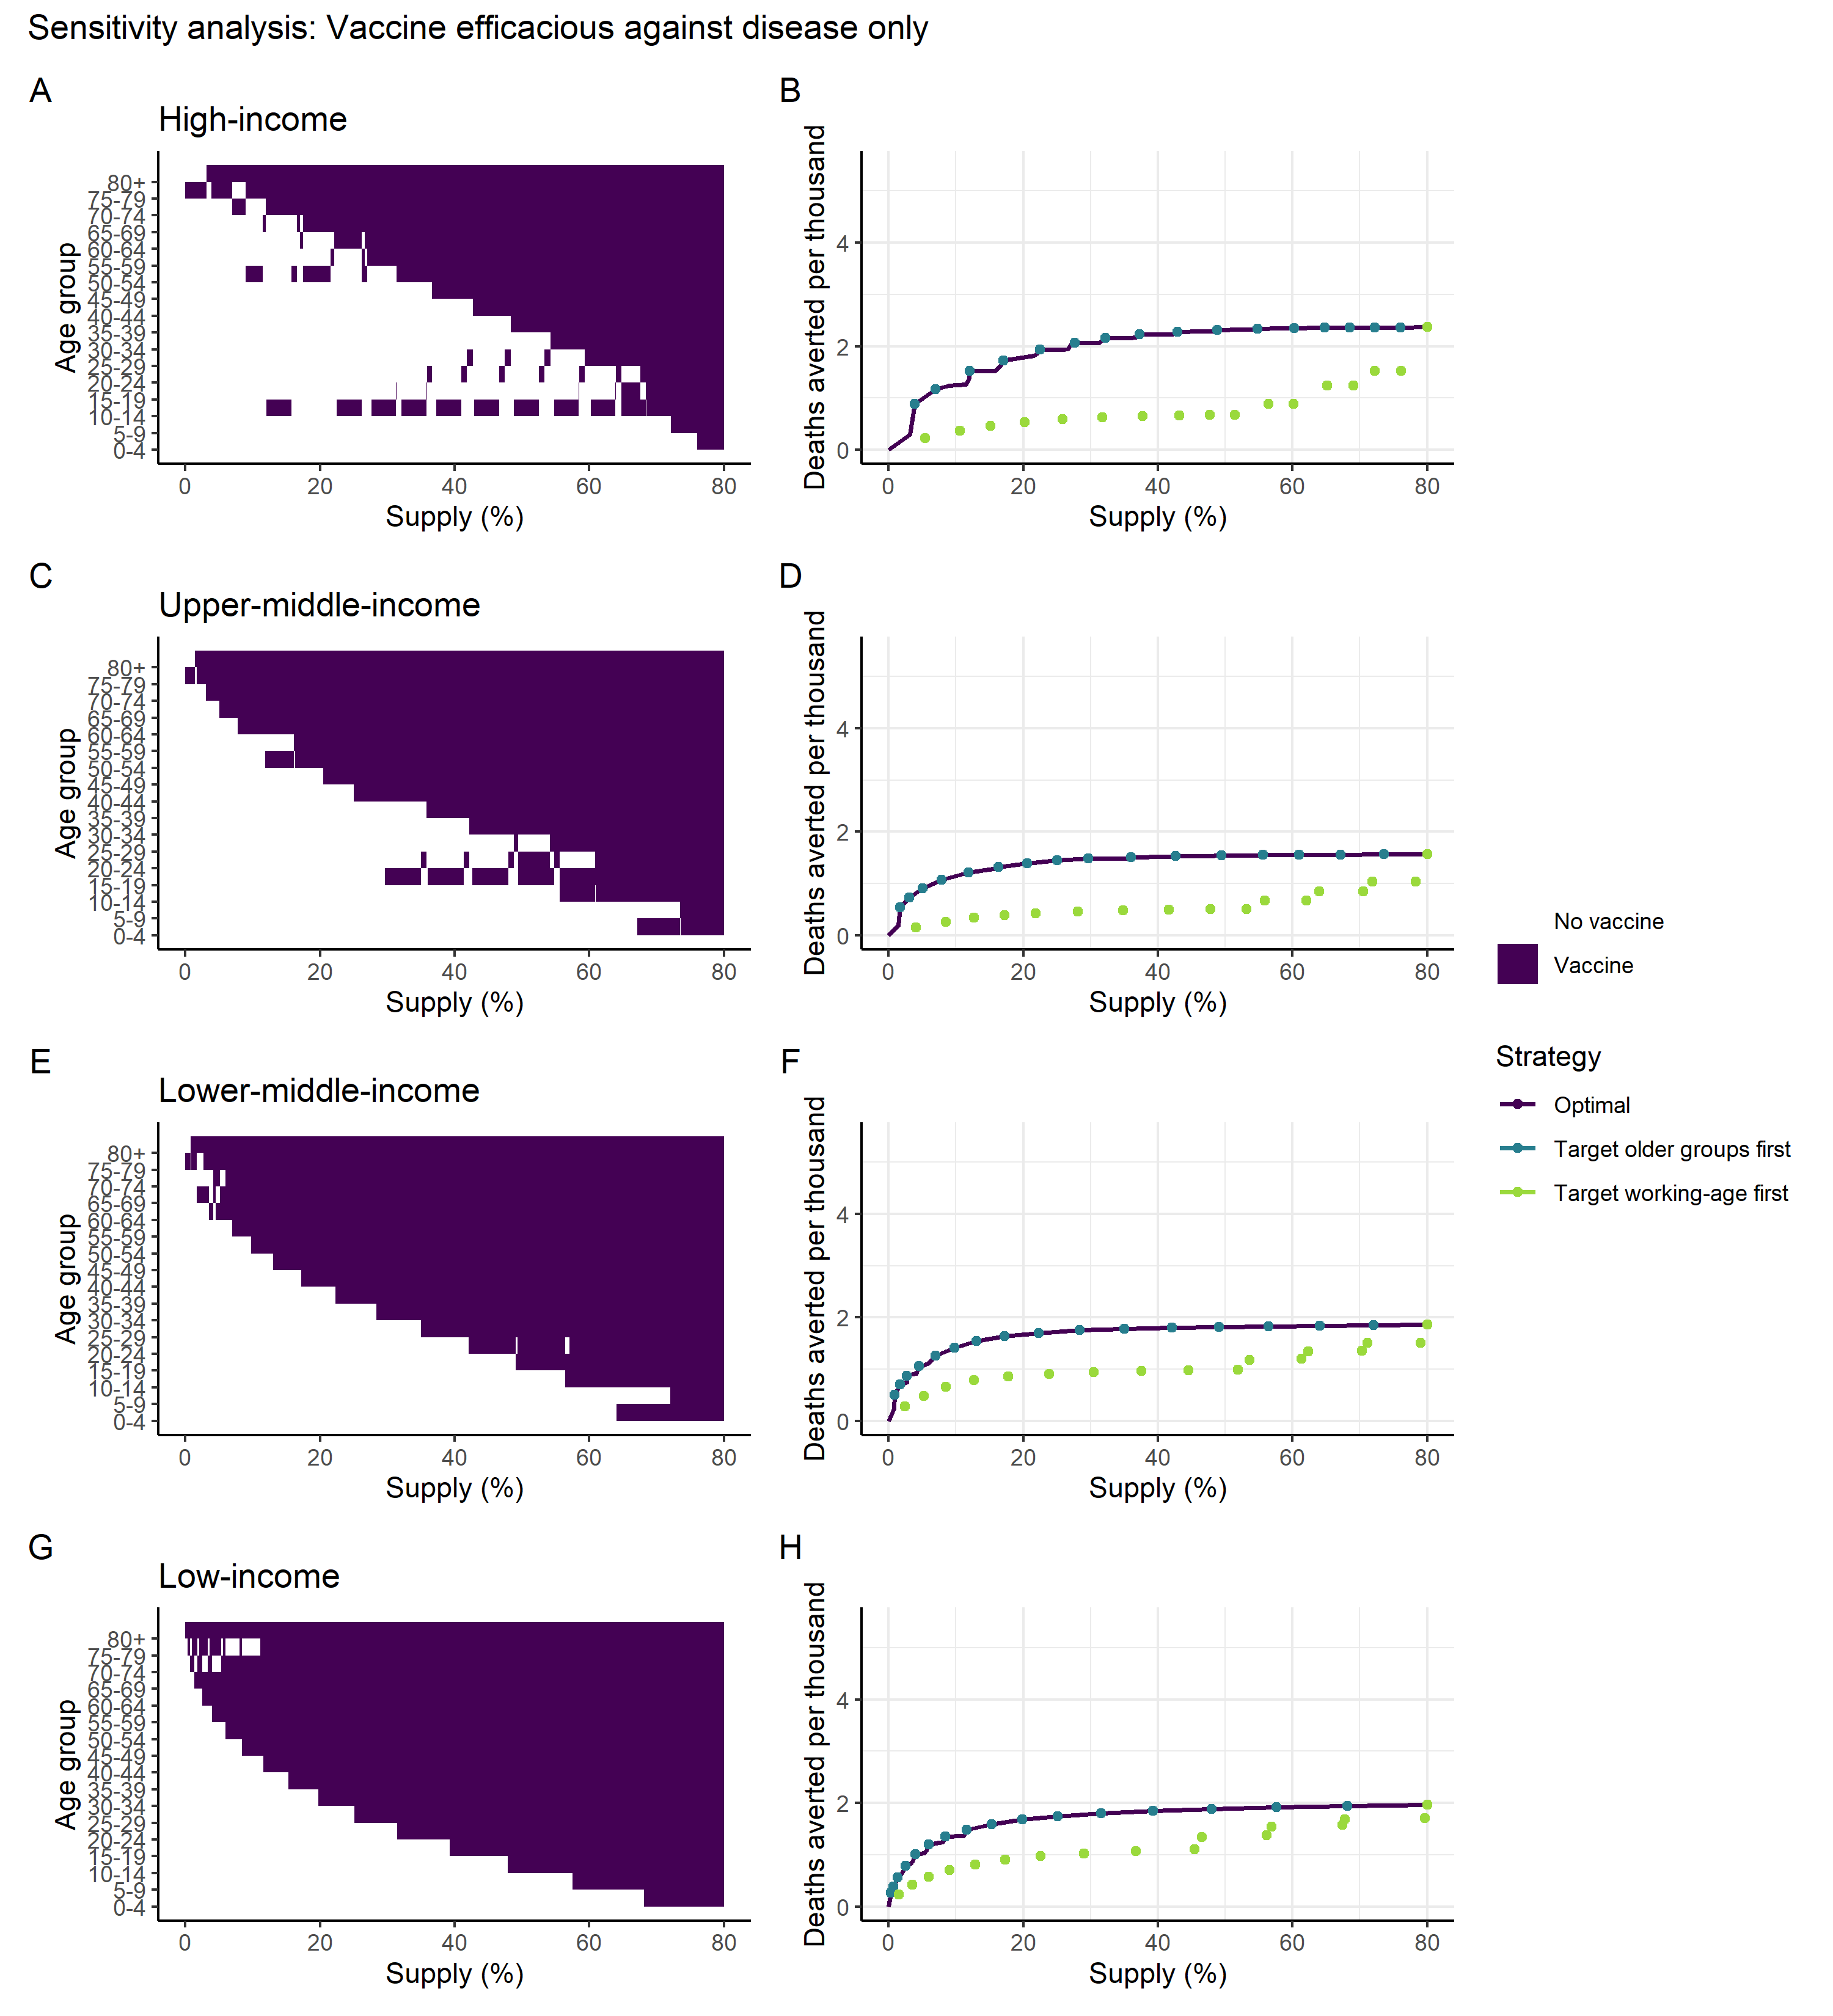 Sensitivity analysis: Vaccine efficacious against disease only
A
High-income
Age group
80+
75-79
70-74
65-69
60-64
55-59
50-54
45-49
40-44
35-39
30-34
25-29
20-24
15-19
10-14
5-9
0-4
0 20 40 60 80
Supply (%)
B
Deaths averted per thousand
4
2
0
0 20 40 60 80
Supply (%)
C
Upper-middle-income
Age group
80+
75-79
70-74
65-69
60-64
55-59
50-54
45-49
40-44
35-39
30-34
25-29
20-24
15-19
10-14
5-9
0-4
0 20 40 60 80
Supply (%)
D
Deaths averted per thousand
4
2
0
0 20 40 60 80
Supply (%)
E
Lower-middle-income
Age group
80+
75-79
70-74
65-69
60-64
55-59
50-54
45-49
40-44
35-39
30-34
25-29
20-24
15-19
10-14
5-9
0-4
0 20 40 60 80
Supply (%)
F
Deaths averted per thousand
4
2
0
0 20 40 60 80
Supply (%)
G
Low-income
Age group
80+
75-79
70-74
65-69
60-64
55-59
50-54
45-49
40-44
35-39
30-34
25-29
20-24
15-19
10-14
5-9
0-4
0 20 40 60 80
Supply (%)
H
Deaths averted per thousand
4
2
0
0 20 40 60 80
Supply (%)
No vaccine
Vaccine
Strategy
Optimal
Target older groups first
Target working-age first